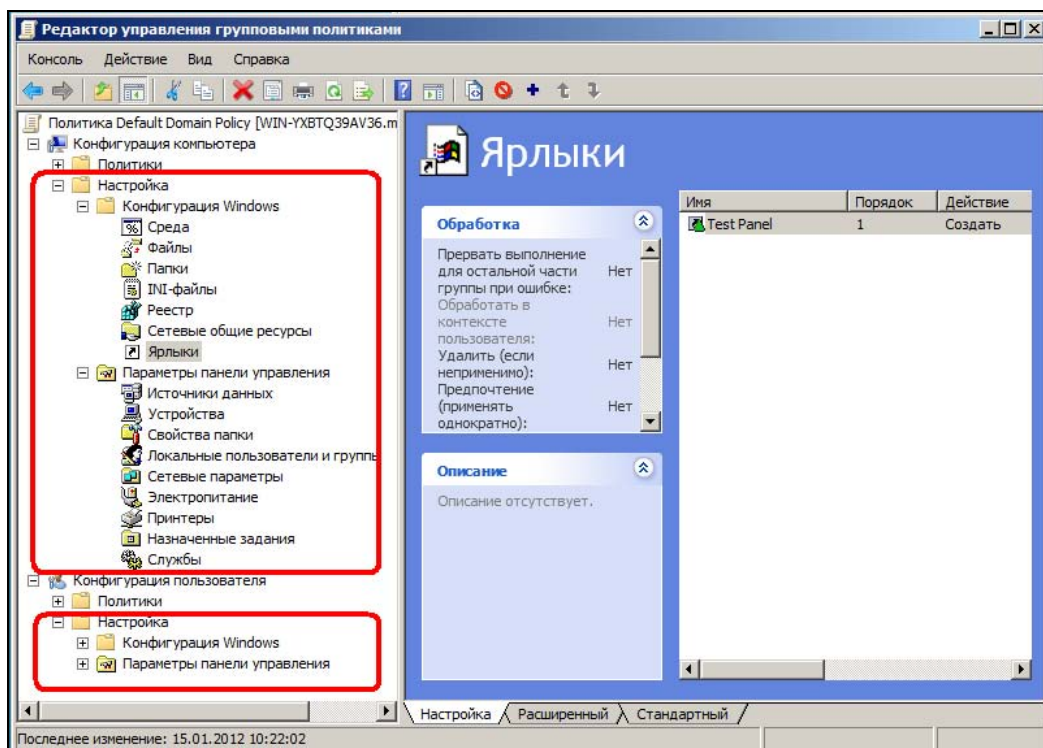 Редактор управления групповыми политиками
Консоль Действие Вид Справка
Политика Default Domain Policy [WIN-YXBTQ39AV36.m
Конфигурация компьютера
Политики
Настройка
Конфигурация Windows
Среда
Файлы
Папки
INI-файлы
Реестр
Сетевые общие ресурсы
Ярлыки
Параметры панели управления
Источники данных
Устройства
Свойства папки
Локальные пользователи и группы
Сетевые параметры
Электропитание
Принтеры
Назначенные задания
Службы
Конфигурация пользователя
Политики
Настройка
Конфигурация Windows
Параметры панели управления
Ярлыки
Обработка
Прервать выполнение
для остальной части Нет
группы при ошибке:
Обработать в
контексте Нет
пользователя:
Удалить (если
неприменимо): Нет
Предпочтение
(применять Нет
однократно):
Описание
Описание отсутствует.
Имя Порядок Действие
Test Panel 1 Создать
Настройка Расширенный Стандартный
Последнее изменение: 15.01.2012 10:22:02